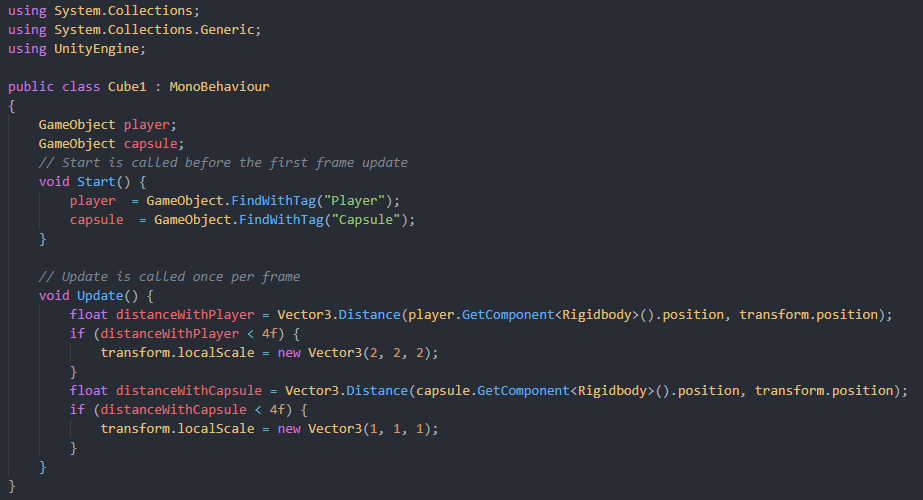 using System.Collections;
using System.Collections.Generic;
using UnityEngine;

public class Cube1 : MonoBehaviour
{
    GameObject player;
    GameObject capsule;
    // Start is called before the first frame update
    void Start() {
        player  = GameObject.FindWithTag("Player");
        capsule  = GameObject.FindWithTag("Capsule");
    }

    // Update is called once per frame
    void Update() {
        float distanceWithPlayer = Vector3.Distance(player.GetComponent<Rigidbody>().position, transform.position);
        if (distanceWithPlayer < 4f) {
            transform.localScale = new Vector3(2, 2, 2);
        }
        float distanceWithCapsule = Vector3.Distance(capsule.GetComponent<Rigidbody>().position, transform.position);
        if (distanceWithCapsule < 4f) {
            transform.localScale = new Vector3(1, 1, 1);
        }
    }
}